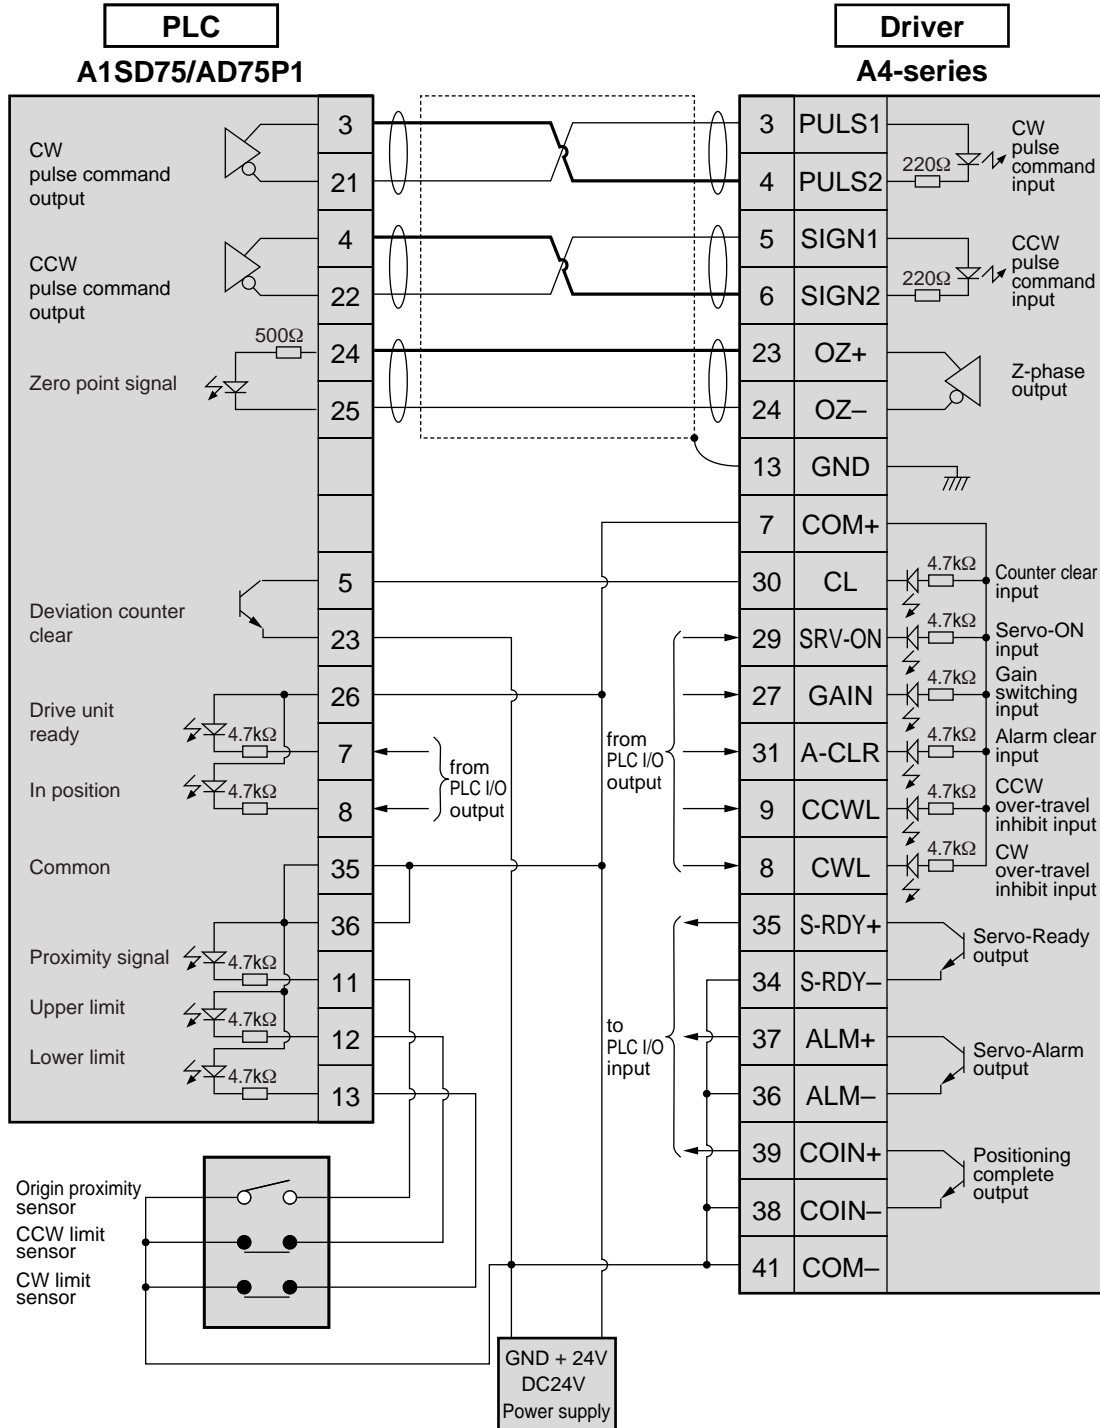 PLC
A1SD75/AD75P1
CW
pulse command
output
CCW
pulse command
output
500Ω
Zero point signal
Deviation counter
clear
Drive unit
ready
4.7kΩ
In position
4.7kΩ
Common
Proximity signal
4.7kΩ
Upper limit
4.7kΩ
Lower limit
4.7kΩ
3
21
4
22
24
25
5
23
26
7
8
35
36
11
12
13
from
PLC I/O
output
Origin proximity
sensor
CCW limit
sensor
CW limit
sensor
GND + 24V
DC24V
Power supply
from
PLC I/O
output
to
PLC I/O
input
Driver
A4-series
3 PULS1
4 PULS2
5 SIGN1
6 SIGN2
23 OZ+
24 OZ–
13 GND
7 COM+
30 CL
29 SRV-ON
27 GAIN
31 A-CLR
9 CCWL
8 CWL
35 S-RDY+
34 S-RDY–
37 ALM+
36 ALM–
39 COIN+
38 COIN–
41 COM–
220Ω
CW
pulse
command
input
220Ω
CCW
pulse
command
input
Z-phase
output
4.7kΩ
Counter clear
input
4.7kΩ
Servo-ON
input
4.7kΩ
Gain
switching
input
4.7kΩ
Alarm clear
input
4.7kΩ
CCW
over-travel
inhibit input
4.7kΩ
CW
over-travel
inhibit input
Servo-Ready
output
Servo-Alarm
output
Positioning
complete
output